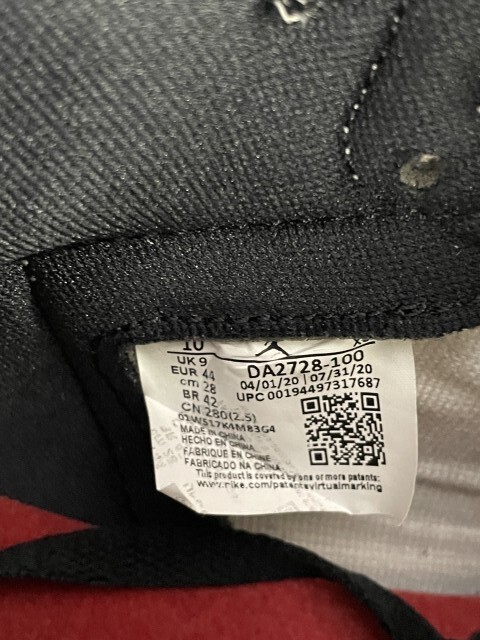 10
UK 9
EUR 44
cm 28
BR 42
CN 280(2.5)
DA2728-100
04/01/20 | 07/31/20
UPC 00194497317687
MADE IN CHINA
HECHO EN CHINA
FABRIQUE EN CHINE
FABRICADO NA CHINA
This product is covered by one or more patents:
www.nike.com/patentsvirtualmarking